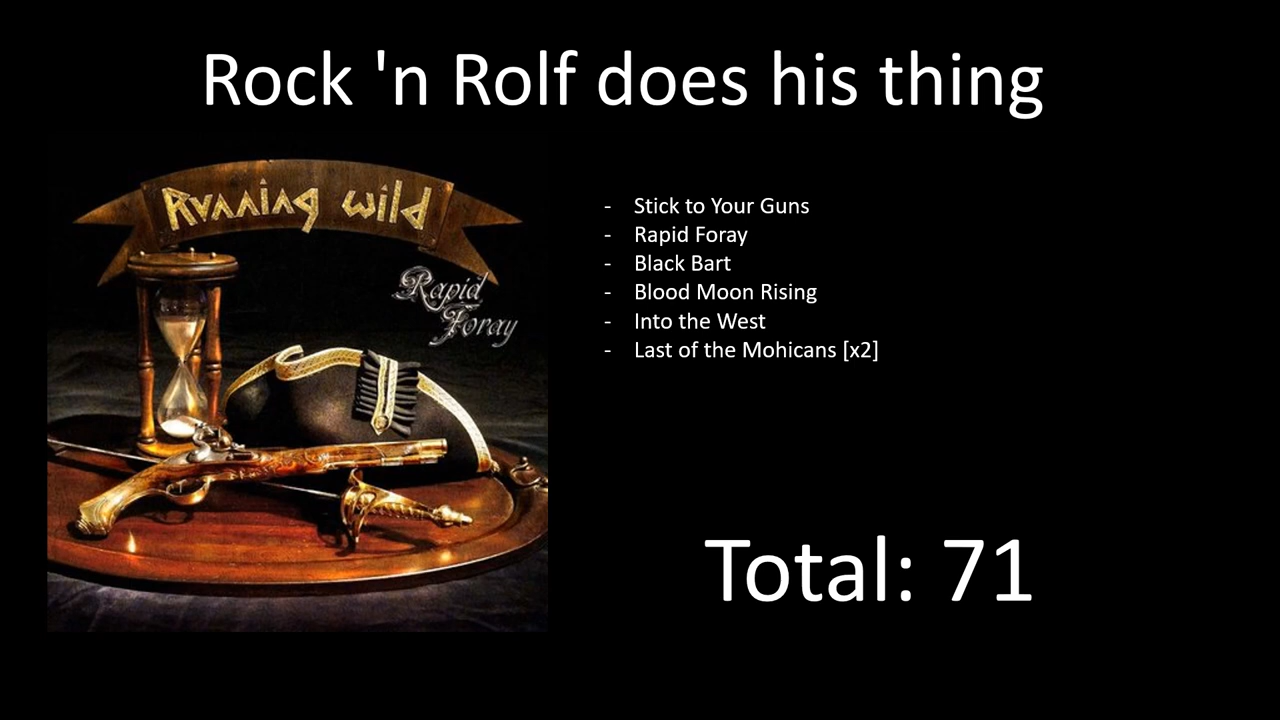 Rock 'n Rolf does his thing
Running wild
Rapid
Foray
- Stick to Your Guns
- Rapid Foray
- Black Bart
- Blood Moon Rising
- Into the West
- Last of the Mohicans [x2]
Total: 71